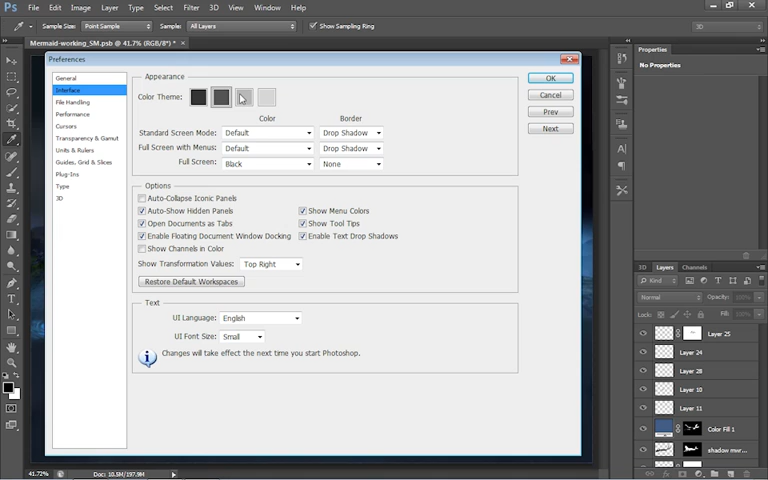 Ps File Edit Image Layer Type Select Filter 3D View Window Help
Sample Size: Point Sample Sample: All Layers Show Sampling Ring 3D
Mermaid-working_SM.psb @ 41.7% (RGB/8*) *
Preferences
General
Interface
File Handling
Performance
Cursors
Transparency & Gamut
Units & Rulers
Guides, Grid & Slices
Plug-Ins
Type
3D
Appearance
Color Theme:
Color Border
Standard Screen Mode: Default Drop Shadow
Full Screen with Menus: Default Drop Shadow
Full Screen: Black None
Options
Auto-Collapse Iconic Panels
Auto-Show Hidden Panels Show Menu Colors
Open Documents as Tabs Show Tool Tips
Enable Floating Document Window Docking Enable Text Drop Shadows
Show Channels in Color
Show Transformation Values: Top Right
Restore Default Workspaces
Text
UI Language: English
UI Font Size: Small
Changes will take effect the next time you start Photoshop.
OK
Cancel
Prev
Next
Properties
No Properties
3D Layers Channels
Kind
Normal Opacity:
Lock: Fill:
Layer 25
Layer 24
Layer 28
Layer 10
Layer 11
Color Fill 1
shadow mwr...
41.72% Doc: 10.5M/197.9M